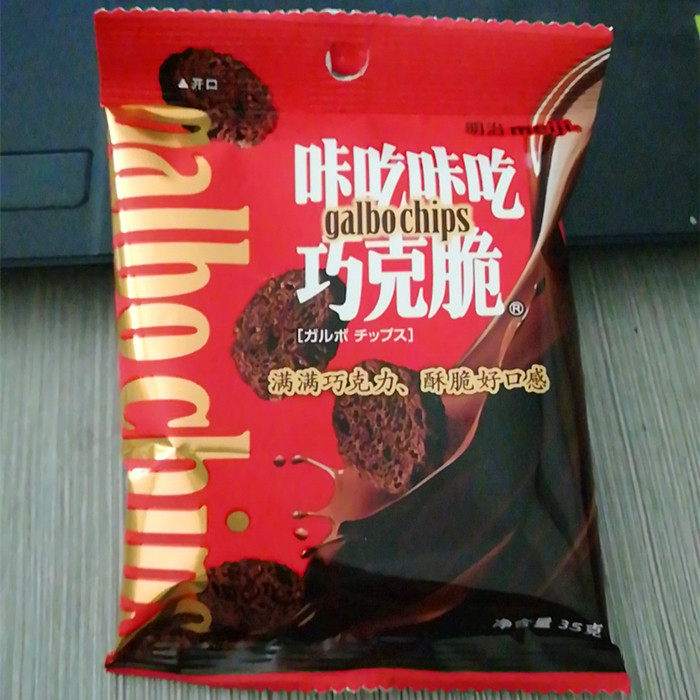 ▲开口
明治 meiji®
galbo chips
咔吃咔吃
galbo chips
巧克脆®
[ガルボ チップス]
满满巧克力、酥脆好口感
净含量 35克